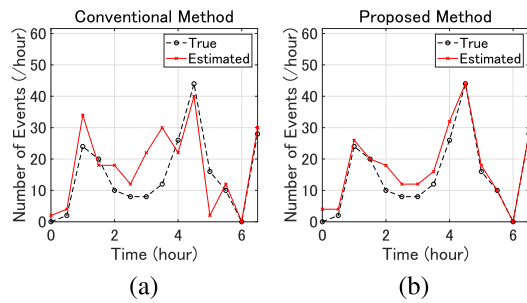 Conventional Method
Number of Events (/hour)
60
50
40
30
20
10
0
True
Estimated
0 2 4 6
Time (hour)
(a)
Proposed Method
Number of Events (/hour)
60
50
40
30
20
10
0
True
Estimated
0 2 4 6
Time (hour)
(b)